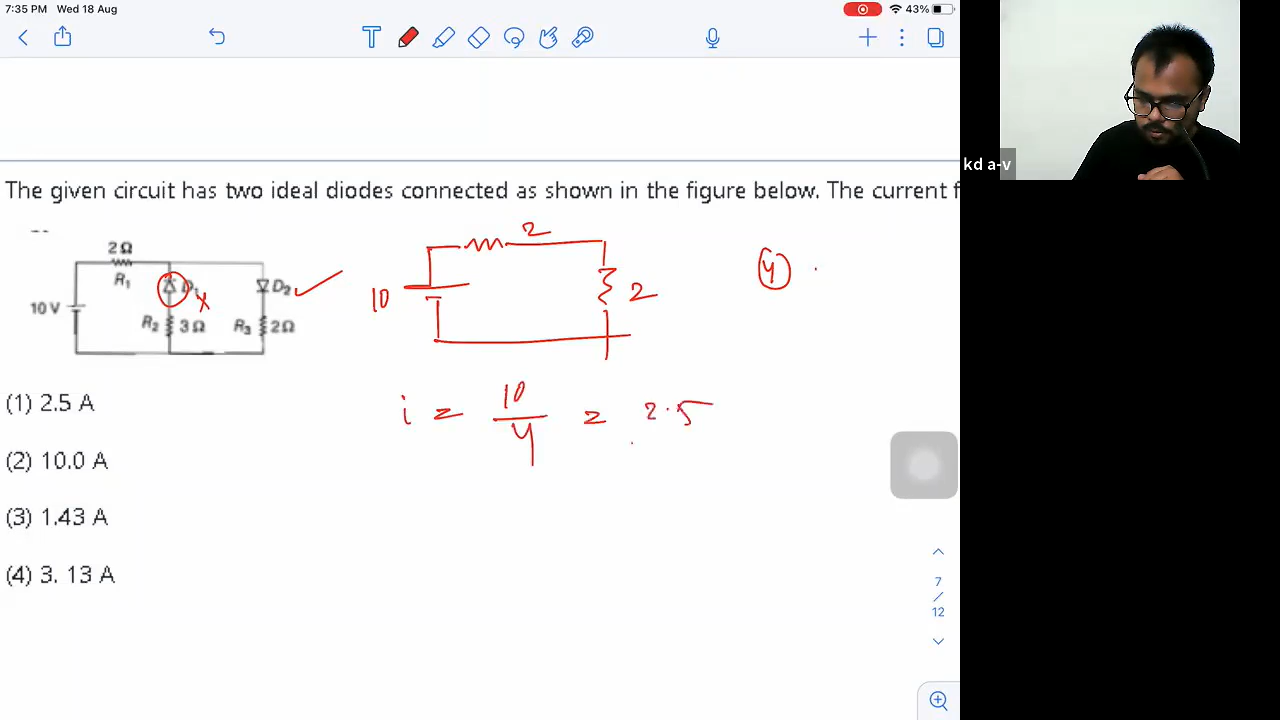 7:35 PM Wed 18 Aug
43%
T
kd a-v
The given circuit has two ideal diodes connected as shown in the figure below. The current f
2Ω
R1
D1
x
D2
10 V
R2
3Ω
R3
2Ω
2
10
2
4
(1) 2.5 A
i = 10/4 = 2.5
(2) 10.0 A
(3) 1.43 A
(4) 3. 13 A
7
/
12